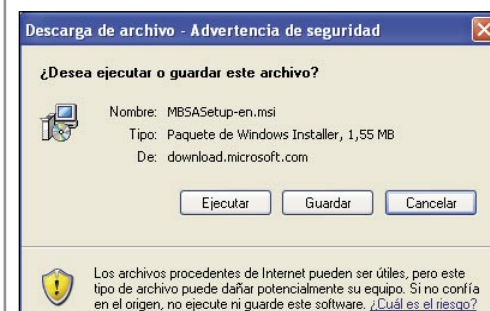 Descarga de archivo - Advertencia de seguridad
¿Desea ejecutar o guardar este archivo?
Nombre: MBSASetup-en.msi
Tipo: Paquete de Windows Installer, 1,55 MB
De: download.microsoft.com
Ejecutar Guardar Cancelar
Los archivos procedentes de Internet pueden ser útiles, pero este
tipo de archivo puede dañar potencialmente su equipo. Si no confía
en el origen, no ejecute ni guarde este software. ¿Cuál es el riesgo?